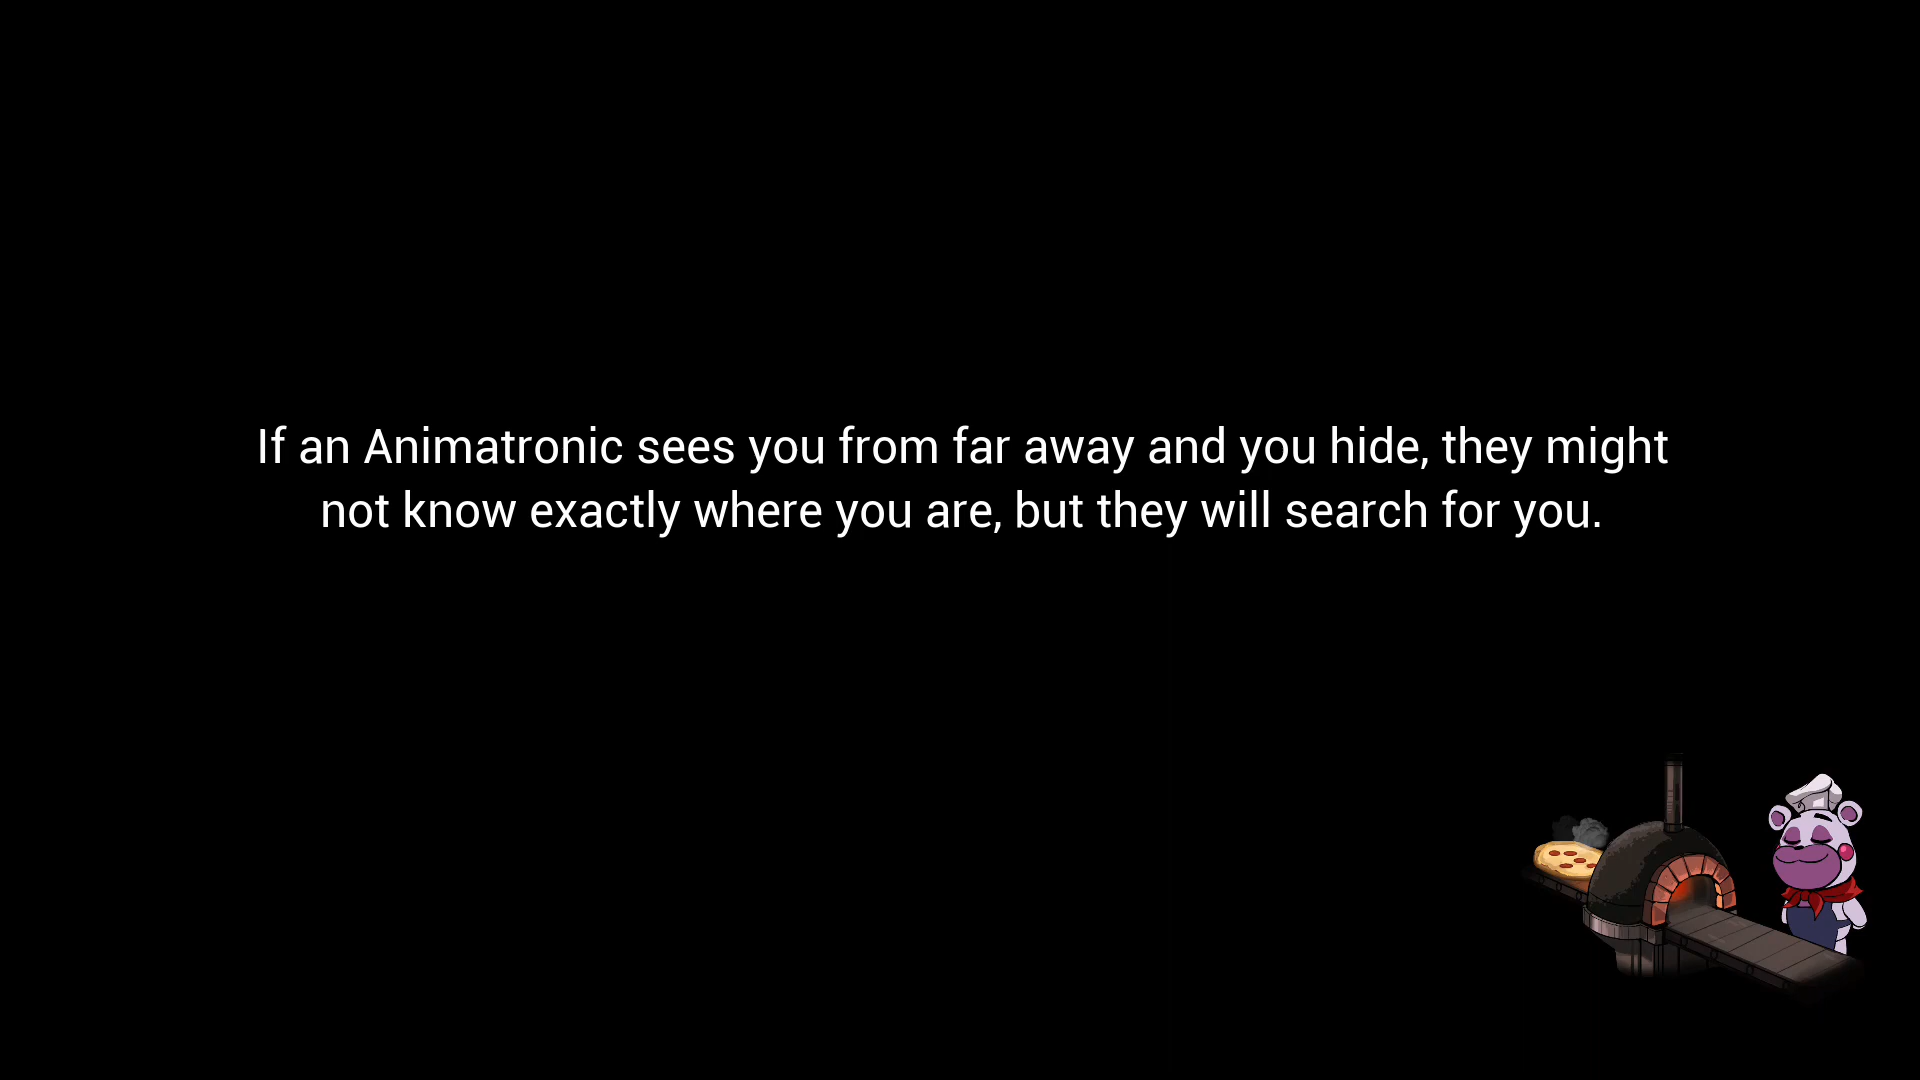 If an Animatronic sees you from far away and you hide, they might
not know exactly where you are, but they will search for you.